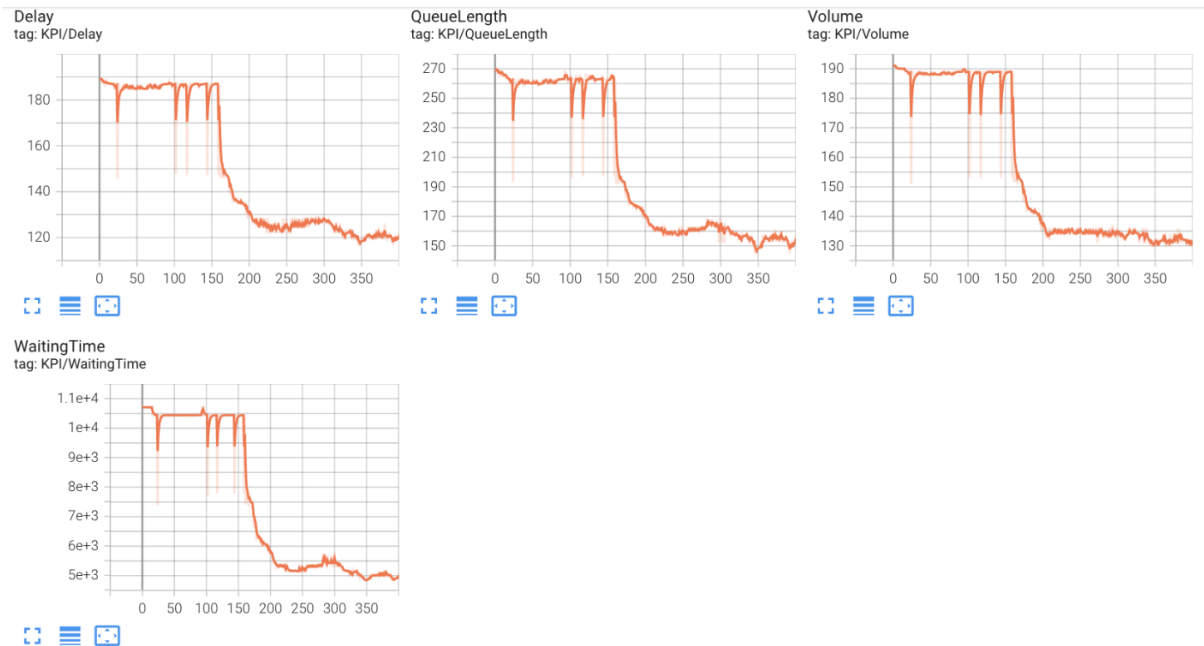 Delay
tag: KPI/Delay
180
160
140
120
0 50 100 150 200 250 300 350
QueueLength
tag: KPI/QueueLength
270
250
230
210
190
170
150
0 50 100 150 200 250 300 350
Volume
tag: KPI/Volume
190
180
170
160
150
140
130
0 50 100 150 200 250 300 350
WaitingTime
tag: KPI/WaitingTime
1.1e+4
1e+4
9e+3
8e+3
7e+3
6e+3
5e+3
0 50 100 150 200 250 300 350